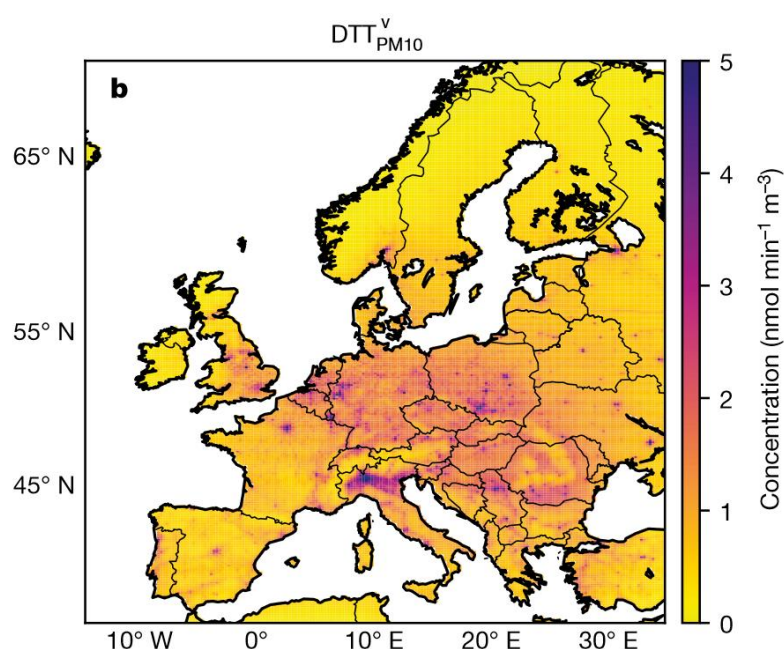 DTT^v_PM10
b
65° N
55° N
45° N
10° W 0° 10° E 20° E 30° E
5
4
3
2
1
0
Concentration (nmol min⁻¹ m⁻³)